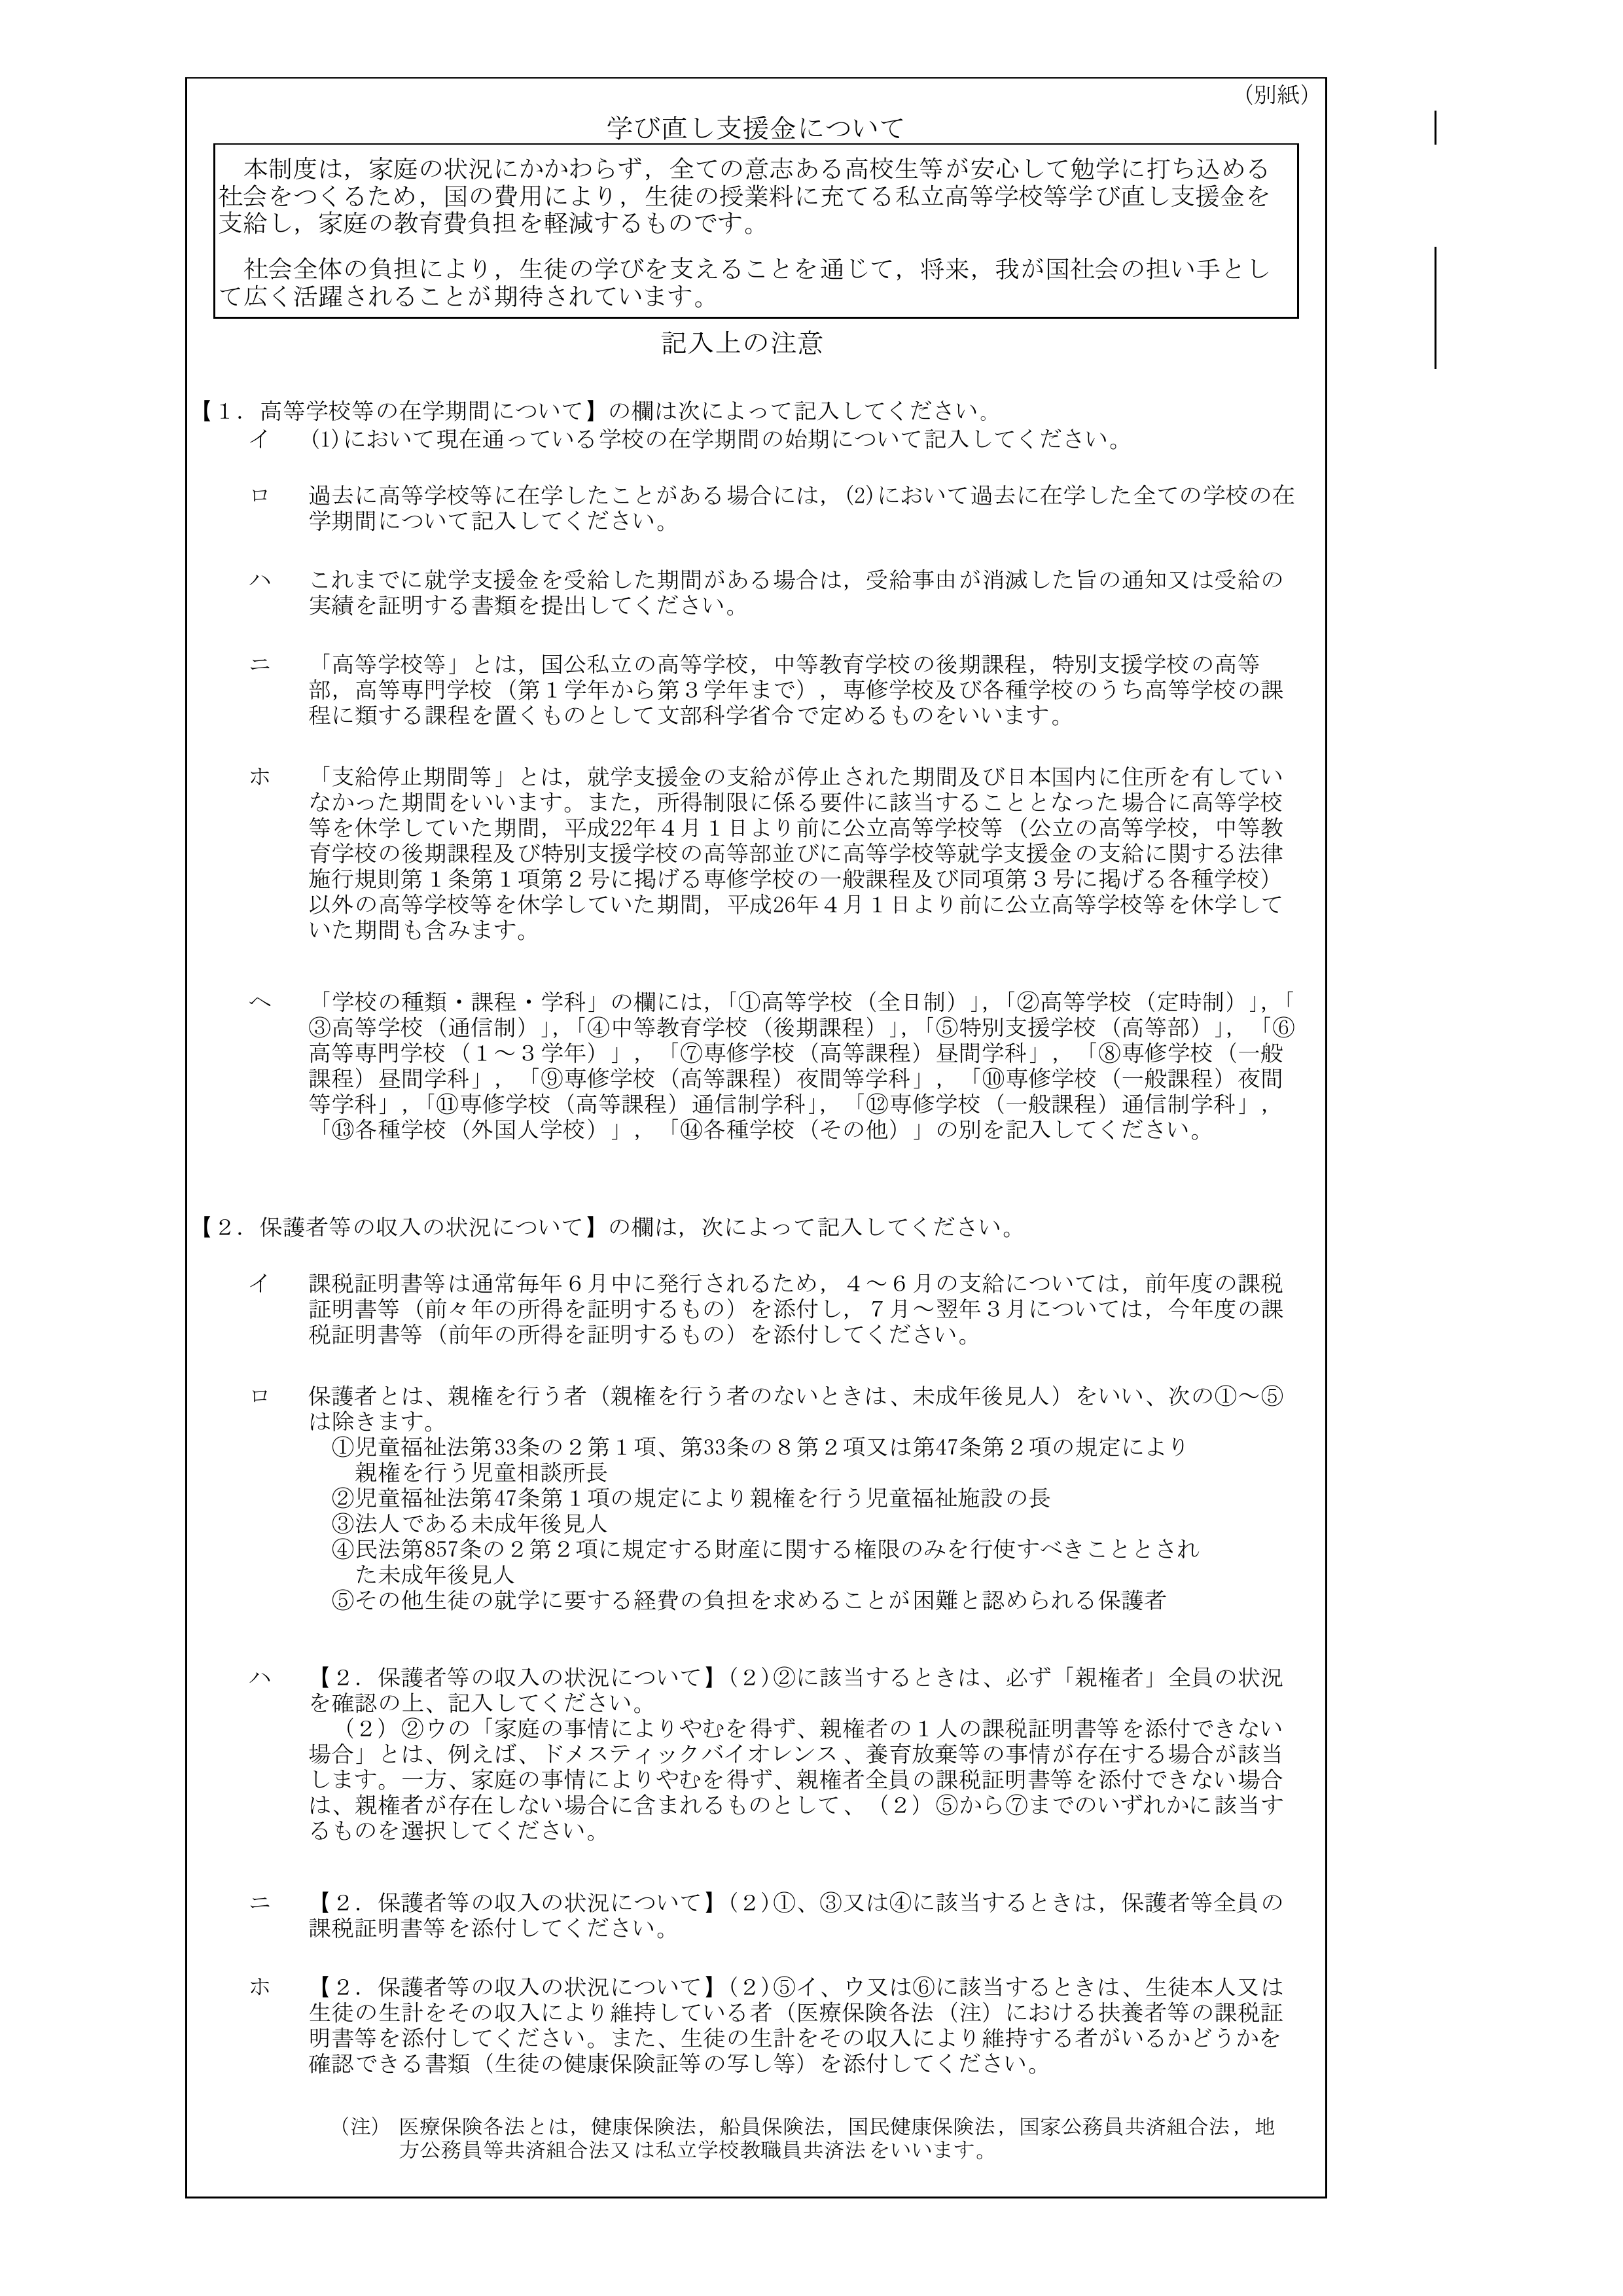 （別紙）
学び直し支援金について
本制度は，家庭の状況にかかわらず，全ての意志ある高校生等が安心して勉学に打ち込める
社会をつくるため，国の費用により，生徒の授業料に充てる私立高等学校等学び直し支援金を
支給し，家庭の教育費負担を軽減するものです。
社会全体の負担により，生徒の学びを支えることを通じて，将来，我が国社会の担い手とし
て広く活躍されることが期待されています。
記入上の注意
【１．高等学校等の在学期間について】の欄は次によって記入してください。
イ　(1)において現在通っている学校の在学期間の始期について記入してください。
ロ　過去に高等学校等に在学したことがある場合には，(2)において過去に在学した全ての学校の在
学期間について記入してください。
ハ　これまでに就学支援金を受給した期間がある場合は，受給事由が消滅した旨の通知又は受給の
実績を証明する書類を提出してください。
ニ　「高等学校等」とは，国公私立の高等学校，中等教育学校の後期課程，特別支援学校の高等
部，高等専門学校（第１学年から第３学年まで），専修学校及び各種学校のうち高等学校の課
程に類する課程を置くものとして文部科学省令で定めるものをいいます。
ホ　「支給停止期間等」とは，就学支援金の支給が停止された期間及び日本国内に住所を有してい
なかった期間をいいます。また，所得制限に係る要件に該当することとなった場合に高等学校
等を休学していた期間，平成22年４月１日より前に公立高等学校等（公立の高等学校，中等教
育学校の後期課程及び特別支援学校の高等部並びに高等学校等就学支援金の支給に関する法律
施行規則第１条第１項第２号に掲げる専修学校の一般課程及び同項第３号に掲げる各種学校）
以外の高等学校等を休学していた期間，平成26年４月１日より前に公立高等学校等を休学して
いた期間も含みます。
ヘ　「学校の種類・課程・学科」の欄には，「①高等学校（全日制）」，「②高等学校（定時制）」，「
③高等学校（通信制）」，「④中等教育学校（後期課程）」，「⑤特別支援学校（高等部）」，「⑥
高等専門学校（１～３学年）」，「⑦専修学校（高等課程）昼間学科」，「⑧専修学校（一般
課程）昼間学科」，「⑨専修学校（高等課程）夜間等学科」，「⑩専修学校（一般課程）夜間
等学科」，「⑪専修学校（高等課程）通信制学科」，「⑫専修学校（一般課程）通信制学科」，
「⑬各種学校（外国人学校）」，「⑭各種学校（その他）」の別を記入してください。
【２．保護者等の収入の状況について】の欄は，次によって記入してください。
イ　課税証明書等は通常毎年６月中に発行されるため，４～６月の支給については，前年度の課税
証明書等（前々年の所得を証明するもの）を添付し，７月～翌年３月については，今年度の課
税証明書等（前年の所得を証明するもの）を添付してください。
ロ　保護者とは、親権を行う者（親権を行う者のないときは、未成年後見人）をいい、次の①～⑤
は除きます。
①児童福祉法第33条の２第１項、第33条の８第２項又は第47条第２項の規定により
親権を行う児童相談所長
②児童福祉法第47条第１項の規定により親権を行う児童福祉施設の長
③法人である未成年後見人
④民法第857条の２第２項に規定する財産に関する権限のみを行使すべきこととされ
た未成年後見人
⑤その他生徒の就学に要する経費の負担を求めることが困難と認められる保護者
ハ　【２．保護者等の収入の状況について】（２）②に該当するときは、必ず「親権者」全員の状況
を確認の上、記入してください。
（２）②ウの「家庭の事情によりやむを得ず、親権者の１人の課税証明書等を添付できない
場合」とは、例えば、ドメスティックバイオレンス、養育放棄等の事情が存在する場合が該当
します。一方、家庭の事情によりやむを得ず、親権者全員の課税証明書等を添付できない場合
は、親権者が存在しない場合に含まれるものとして、（２）⑤から⑦までのいずれかに該当す
るものを選択してください。
ニ　【２．保護者等の収入の状況について】（２）①、③又は④に該当するときは，保護者等全員の
課税証明書等を添付してください。
ホ　【２．保護者等の収入の状況について】（２）⑤イ、ウ又は⑥に該当するときは、生徒本人又は
生徒の生計をその収入により維持している者（医療保険各法（注）における扶養者等の課税証
明書等を添付してください。また、生徒の生計をその収入により維持する者がいるかどうかを
確認できる書類（生徒の健康保険証等の写し等）を添付してください。
（注）　医療保険各法とは，健康保険法，船員保険法，国民健康保険法，国家公務員共済組合法，地
方公務員等共済組合法又は私立学校教職員共済法をいいます。